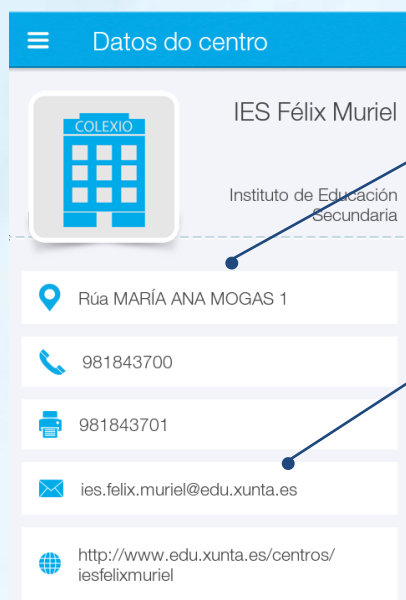 Datos do centro
COLEXIO
IES Félix Muriel
Instituto de Educación
Secundaria
Rúa MARÍA ANA MOGAS 1
981843700
981843701
ies.felix.muriel@edu.xunta.es
http://www.edu.xunta.es/centros/
iesfelixmuriel